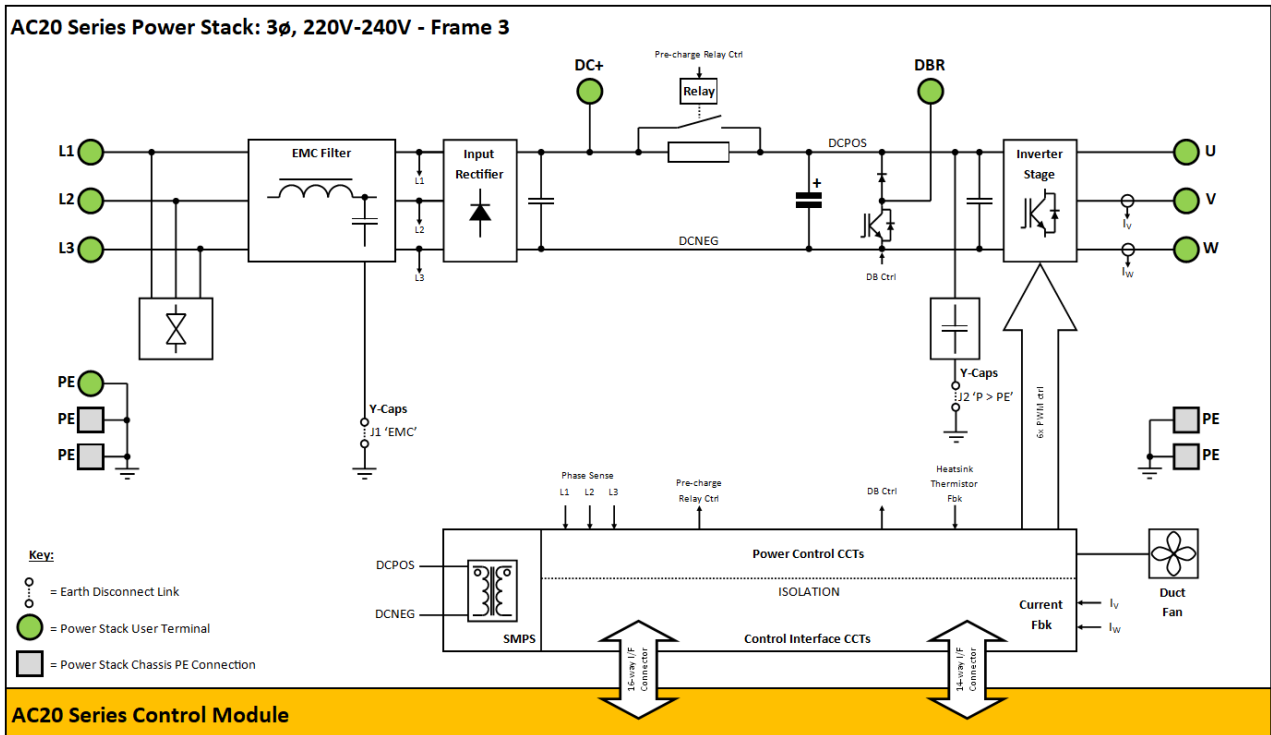 AC20 Series Power Stack: 3ø, 220V-240V - Frame 3
Pre-charge Relay Ctrl
DC+
DBR
Relay
L1
EMC Filter
Input
Rectifier
DCPOS
Inverter
Stage
U
L1
L2
V
L2
+
IV
L3
DCNEG
W
L3
DB Ctrl
IW
PE
Y-Caps
J2 ‘P > PE’
Y-Caps
J1 ‘EMC’
6x PWM ctrl
PE
PE
PE
PE
Phase Sense
L1 L2 L3
Pre-charge
Relay Ctrl
DB Ctrl
Heatsink
Thermistor
Fbk
Power Control CCTs
ISOLATION
DCPOS
DCNEG
SMPS
Control Interface CCTs
Current
Fbk
IV
IW
Duct
Fan
16-way I/F
Connector
14-way I/F
Connector
Key:
= Earth Disconnect Link
= Power Stack User Terminal
= Power Stack Chassis PE Connection
AC20 Series Control Module